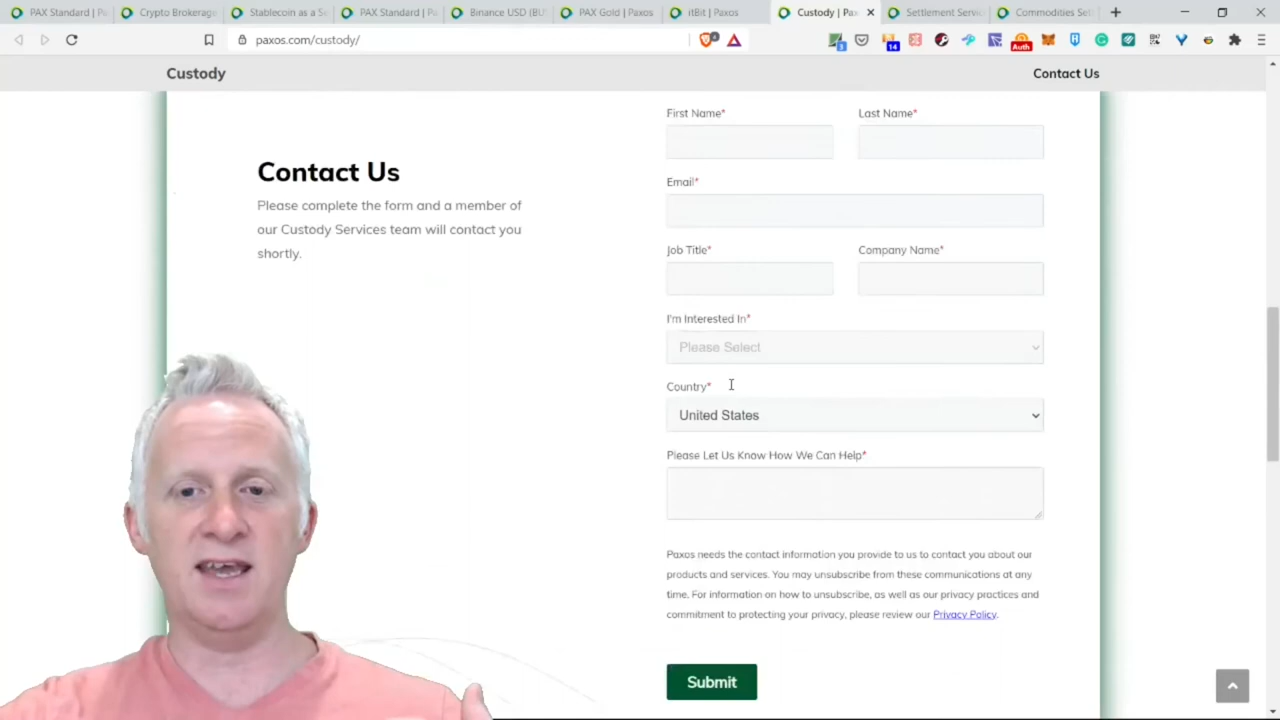 PAX Standard | Pa
Crypto Brokerage
Stablecoin as a Se
PAX Standard | Pa
Binance USD (BU
PAX Gold | Paxos
itBit | Paxos
Custody | Pax
Settlement Servi
Commodities Set
paxos.com/custody/
4
3
14
Auth
Custody
Contact Us
First Name*
Last Name*
Contact Us
Please complete the form and a member of
our Custody Services team will contact you
shortly.
Email*
Job Title*
Company Name*
I'm Interested In*
Please Select
Country*
United States
Please Let Us Know How We Can Help*
Paxos needs the contact information you provide to us to contact you about our
products and services. You may unsubscribe from these communications at any
time. For information on how to unsubscribe, as well as our privacy practices and
commitment to protecting your privacy, please review our Privacy Policy.
Submit